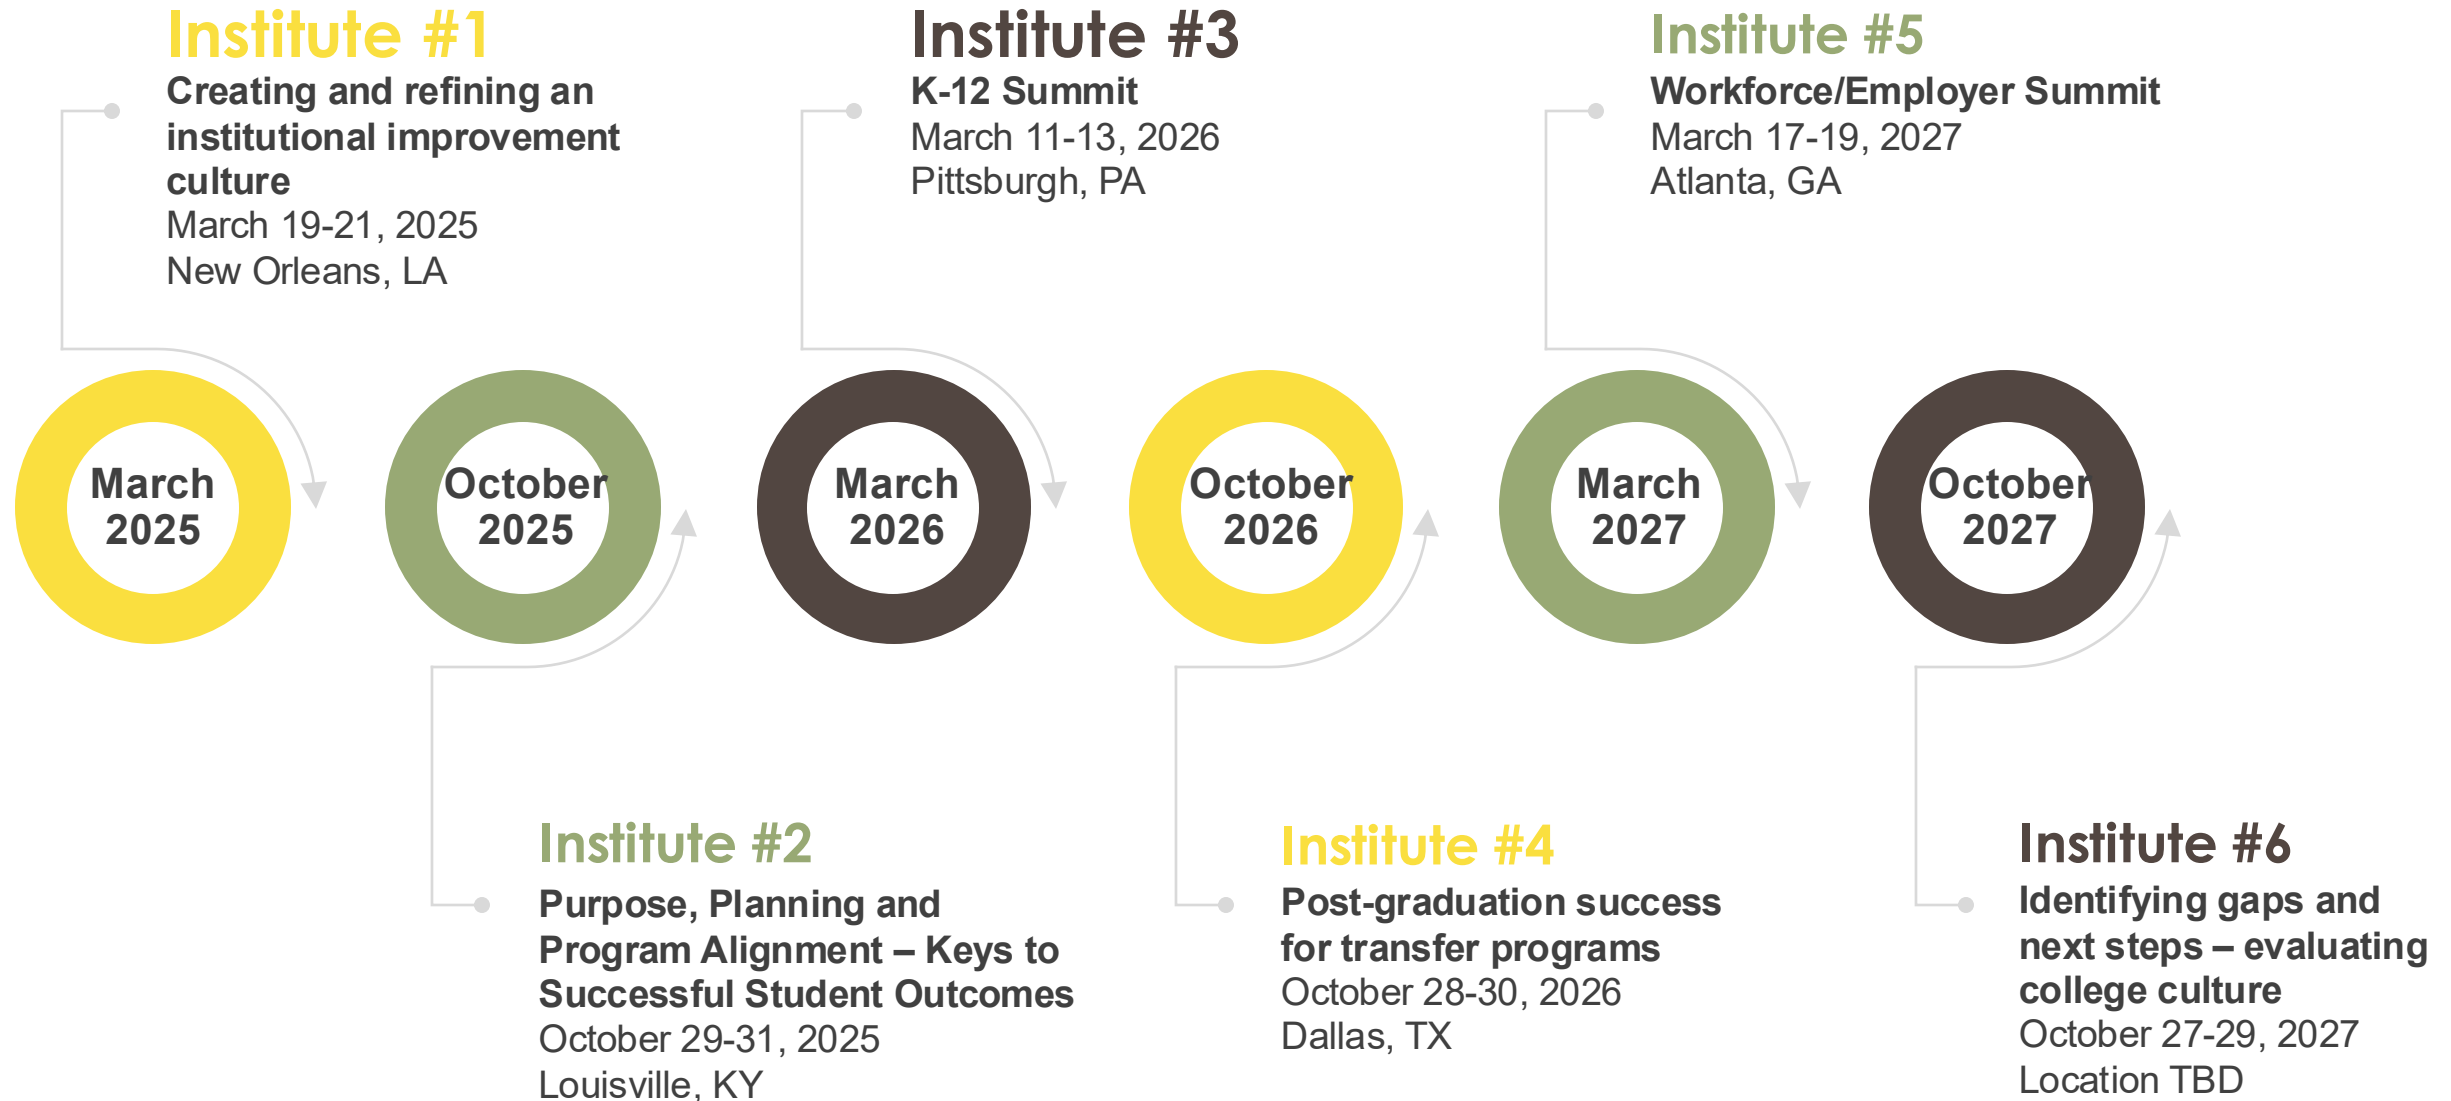 Institute #1
Creating and refining an
institutional improvement
culture
March 19-21, 2025
New Orleans, LA
Institute #3
K-12 Summit
March 11-13, 2026
Pittsburgh, PA
Institute #5
Workforce/Employer Summit
March 17-19, 2027
Atlanta, GA
March
2025
October
2025
March
2026
October
2026
March
2027
October
2027
Institute #2
Purpose, Planning and
Program Alignment – Keys to
Successful Student Outcomes
October 29-31, 2025
Louisville, KY
Institute #4
Post-graduation success
for transfer programs
October 28-30, 2026
Dallas, TX
Institute #6
Identifying gaps and
next steps – evaluating
college culture
October 27-29, 2027
Location TBD